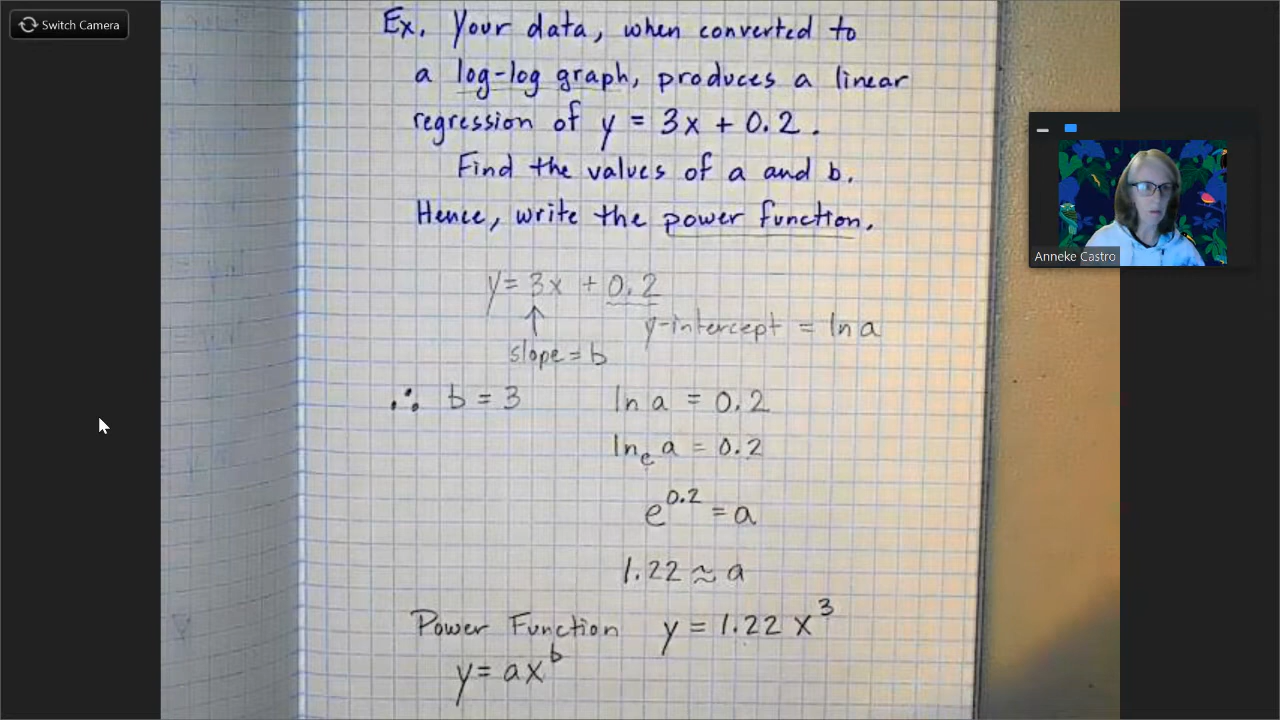 Switch Camera
Ex. Your data, when converted to
a log-log graph, produces a linear
regression of y = 3x + 0.2.
Find the values of a and b.
Hence, write the power function.
Anneke Castro
y = 3x + 0.2
y-intercept = ln a
slope = b
∴ b = 3 ln a = 0.2
lnₑ a = 0.2
e^0.2 = a
1.22 ≈ a
Power Function y = 1.22 x³
y = ax^b